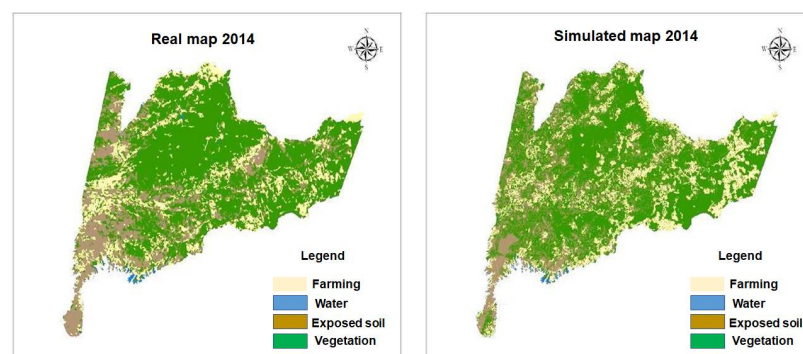 Real map 2014
N
W E
S
Legend
Farming
Water
Exposed soil
Vegetation
Simulated map 2014
N
W E
S
Legend
Farming
Water
Exposed soil
Vegetation